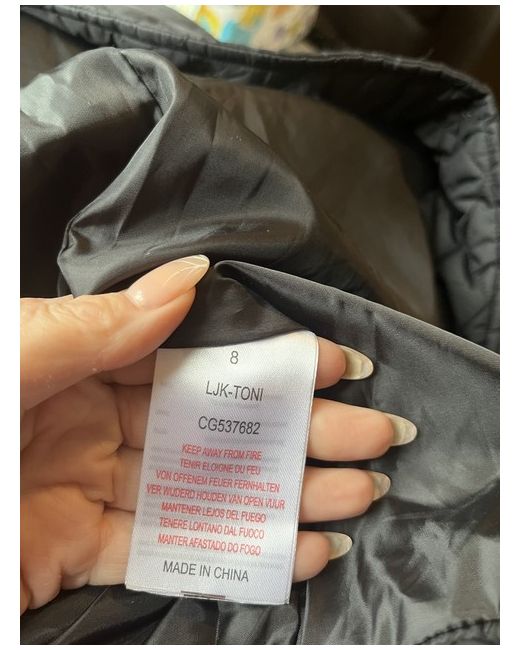 8
LJK-TONI
CG537682
KEEP AWAY FROM FIRE
TENIR ELOIGNE DU FEU
VON OFFENEM FEUER FERNHALTEN
VER WIJDERD HOUDEN VAN OPEN VUUR
MANTENER LEJOS DEL FUEGO
TENERE LONTANO DAL FUOCO
MANTER AFASTADO DO FOGO
MADE IN CHINA